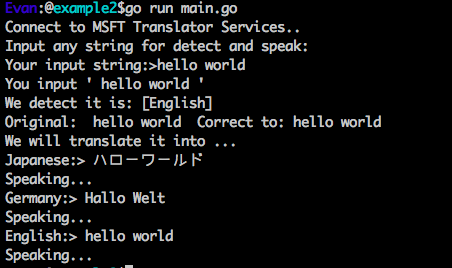 Evan:@example2$go run main.go
Connect to MSFT Translator Services..
Input any string for detect and speak:
Your input string:>hello world
You input ' hello world '
We detect it is: [English]
Original:  hello world  Correct to: hello world
We will translate it into ...
Japanese:> ハローワールド
Speaking...
Germany:> Hallo Welt
Speaking...
English:> hello world
Speaking...